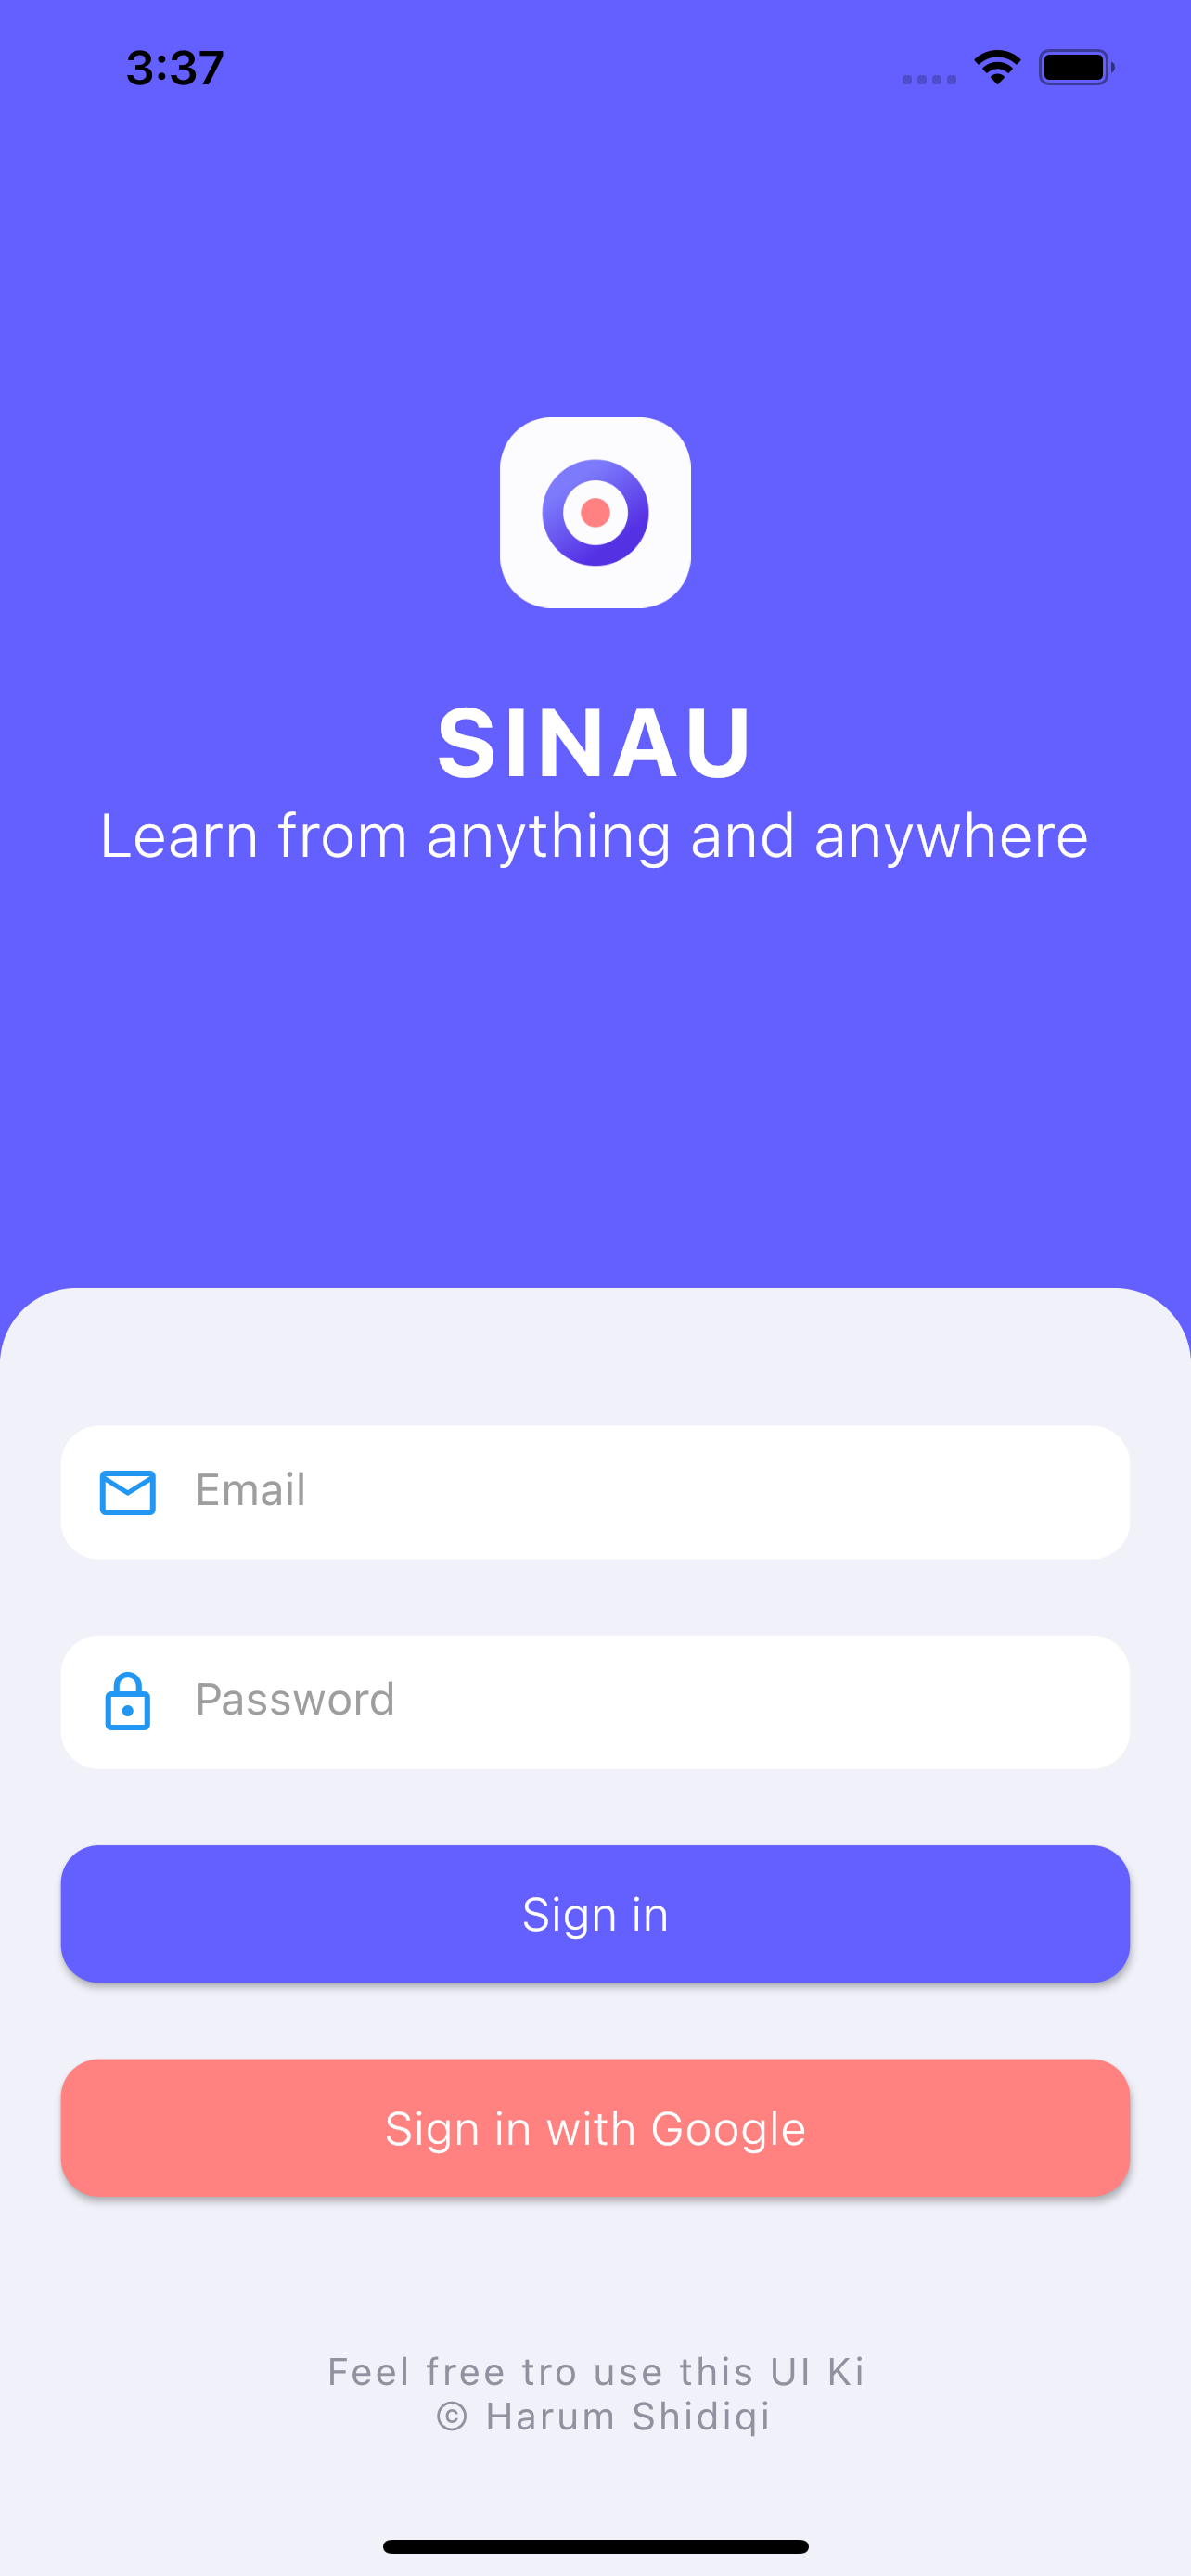 3:37
SINAU
Learn from anything and anywhere
Email
Password
Sign in
Sign in with Google
Feel free tro use this UI Ki
© Harum Shidiqi